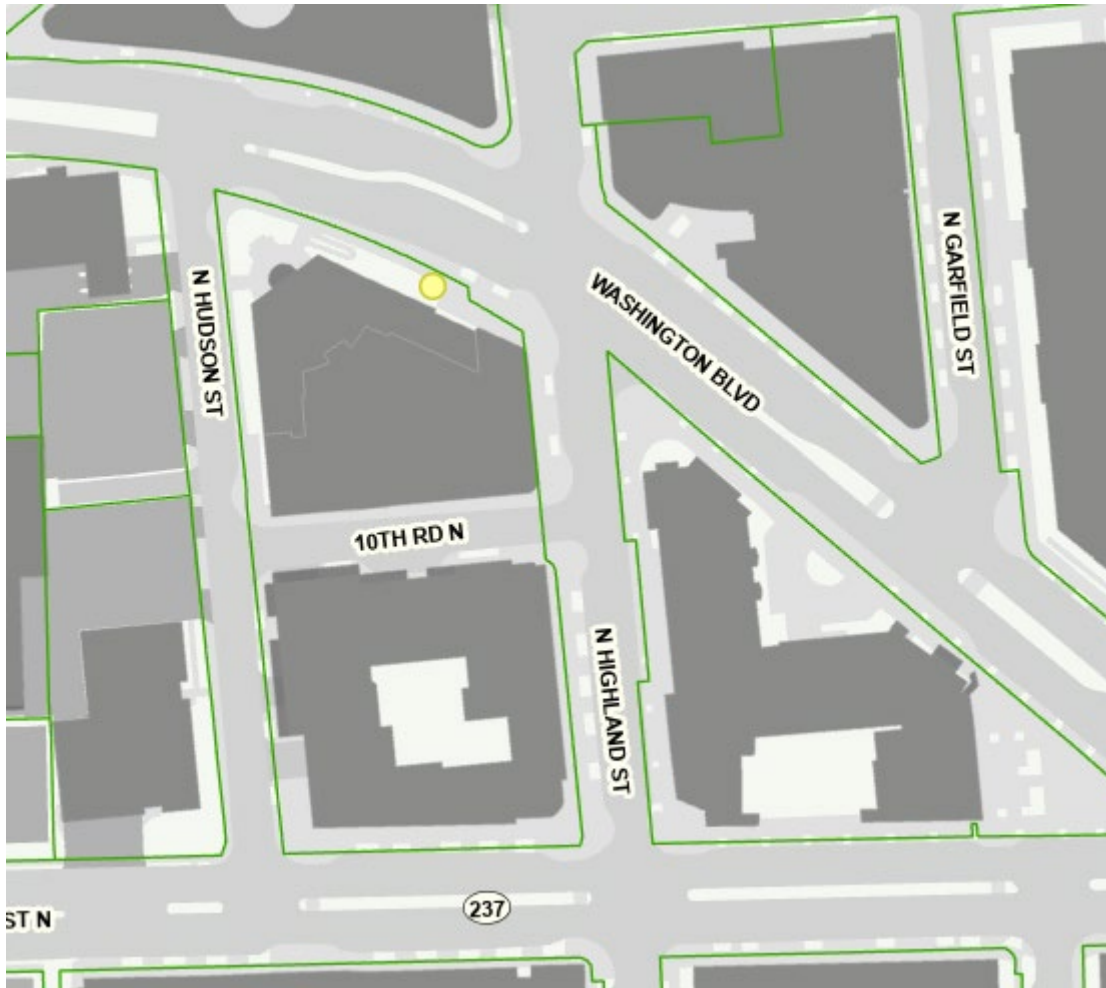 N GARFIELD ST
WASHINGTON BLVD
N HUDSON ST
10TH RD N
N HIGHLAND ST
237
ST N